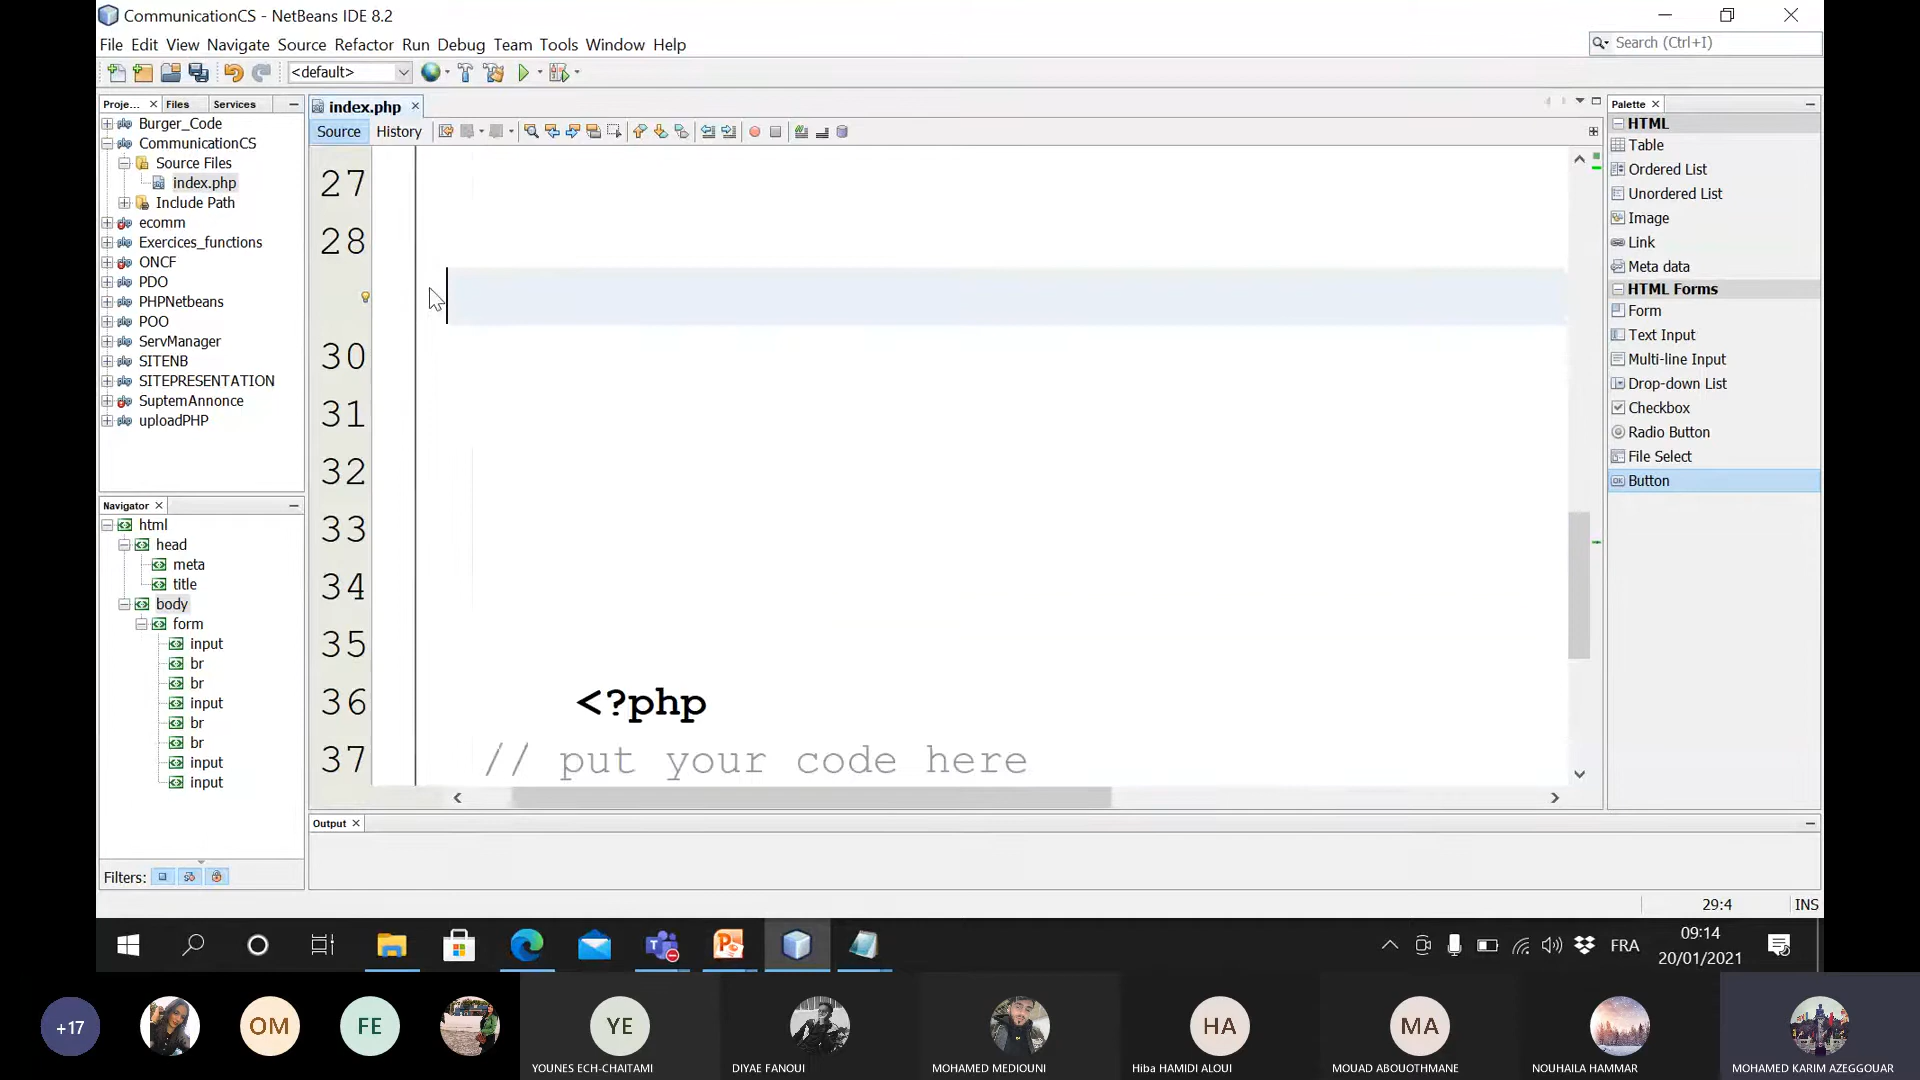 CommunicationCS - NetBeans IDE 8.2
File Edit View Navigate Source Refactor Run Debug Team Tools Window Help
Search (Ctrl+I)
<default>
Proje... Files Services
Burger_Code
CommunicationCS
Source Files
index.php
Include Path
ecomm
Exercices_functions
ONCF
PDO
PHPNetbeans
POO
ServManager
SITENB
SITEPRESENTATION
SuptemAnnonce
uploadPHP
Navigator
html
head
meta
title
body
form
input
br
br
input
br
br
input
input
Filters:
index.php
Source History
27
28
30
31
32
33
34
35
36 <?php
37 // put your code here
Output
Palette
HTML
Table
Ordered List
Unordered List
Image
Link
Meta data
HTML Forms
Form
Text Input
Multi-line Input
Drop-down List
Checkbox
Radio Button
File Select
Button
29:4 INS
FRA
09:14
20/01/2021
+17
OM
FE
YE
YOUNES ECH-CHAITAMI
DIYAE FANOUI
MOHAMED MEDIOUNI
HA
Hiba HAMIDI ALOUI
MA
MOUAD ABOUOTHMANE
NOUHAILA HAMMAR
MOHAMED KARIM AZEGGOUAR